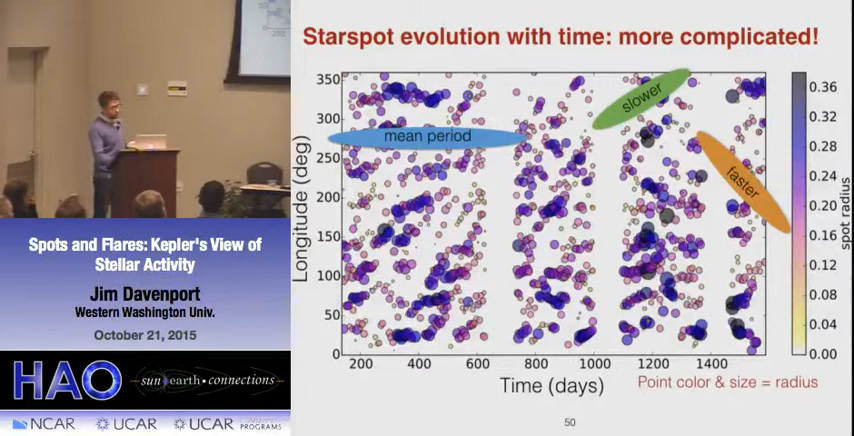 Starspot evolution with time: more complicated!
350
300
250
200
150
100
50
0
Longitude (deg)
200
400
600
800
1000
1200
1400
Time (days)
mean period
slower
faster
0.36
0.32
0.28
0.24
0.20
0.16
0.12
0.08
0.04
0.00
spot radius
Point color & size = radius
50
Spots and Flares: Kepler's View of
Stellar Activity
Jim Davenport
Western Washington Univ.
October 21, 2015
HAO
sun earth • connections
NCAR
UCAR
UCAR
PROGRAMS